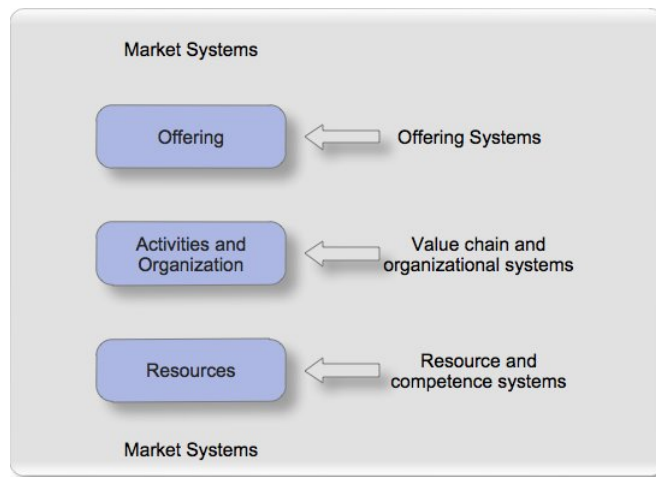 Market Systems
Offering
Offering Systems
Activities and
Organization
Value chain and
organizational systems
Resources
Resource and
competence systems
Market Systems